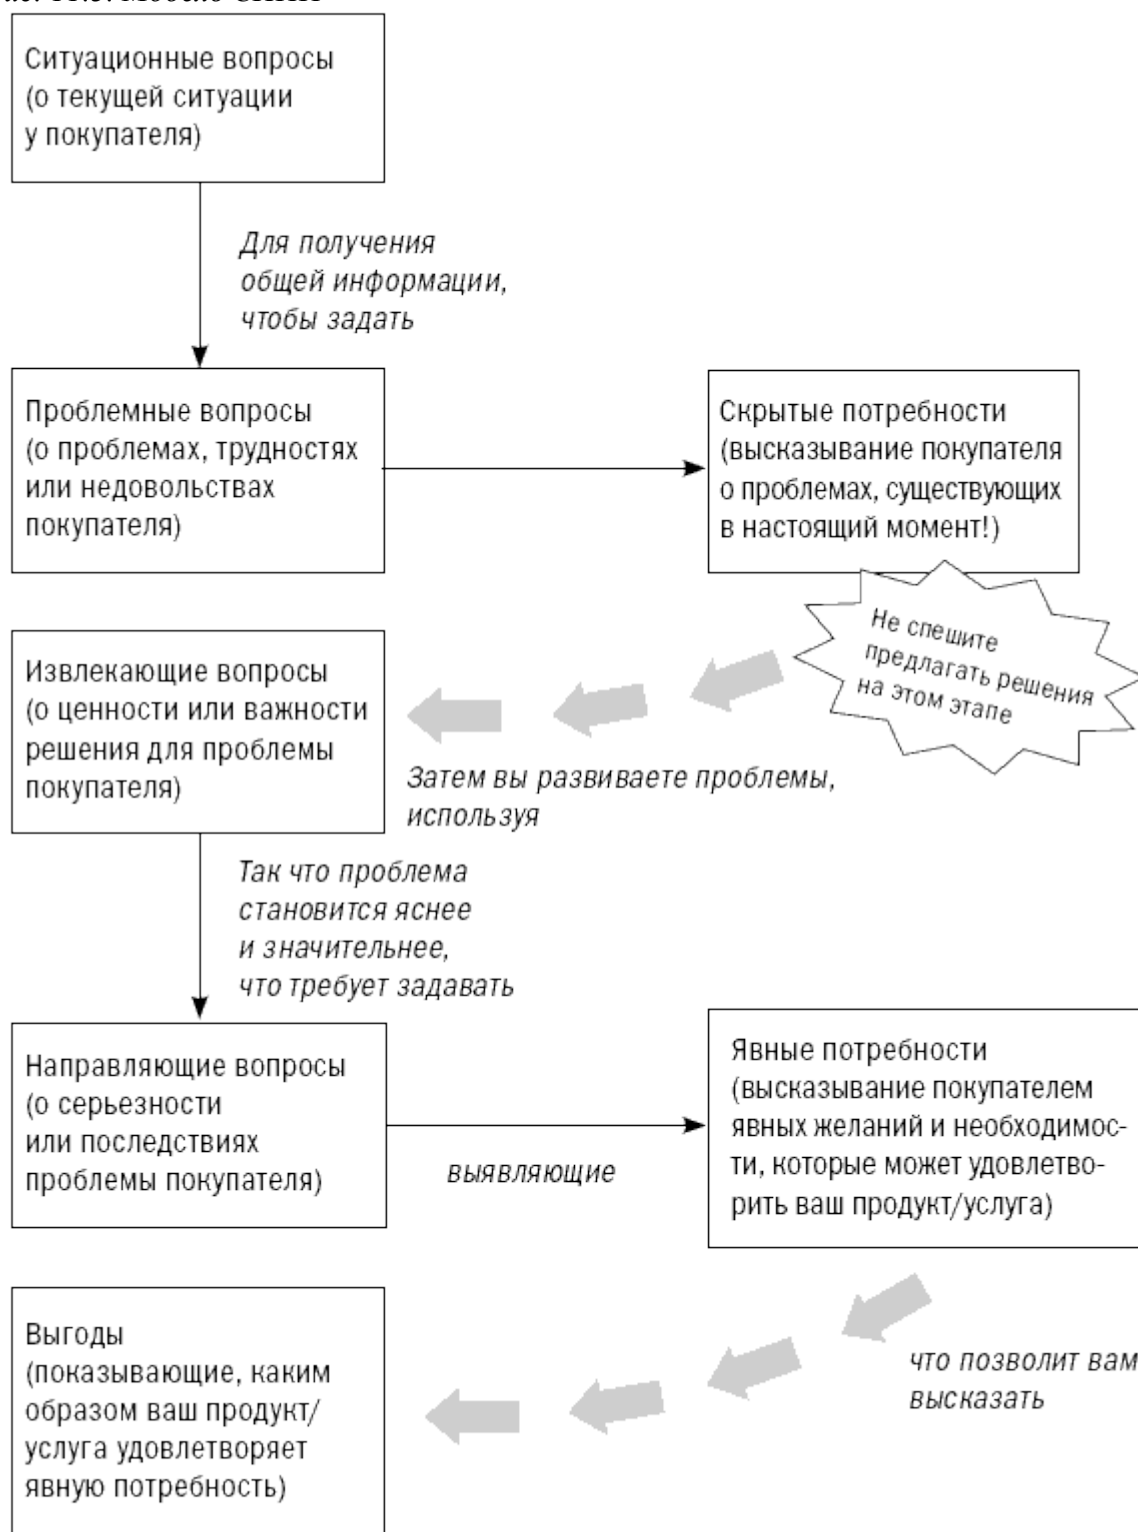 Ситуационные вопросы
(о текущей ситуации
у покупателя)
Для получения
общей информации,
чтобы задать
Проблемные вопросы
(о проблемах, трудностях
или недовольствах
покупателя)
Скрытые потребности
(высказывание покупателя
о проблемах, существующих
в настоящий момент!)
Не спешите
предлагать решения
на этом этапе
Извлекающие вопросы
(о ценности или важности
решения для проблемы
покупателя)
Затем вы развиваете проблемы,
используя
Так что проблема
становится яснее
и значительнее,
что требует задавать
Направляющие вопросы
(о серьезности
или последствиях
проблемы покупателя)
выявляющие
Явные потребности
(высказывание покупателем
явных желаний и необходимос-
ти, которые может удовлетво-
рить ваш продукт/услуга)
что позволит вам
высказать
Выгоды
(показывающие, каким
образом ваш продукт/
услуга удовлетворяет
явную потребность)